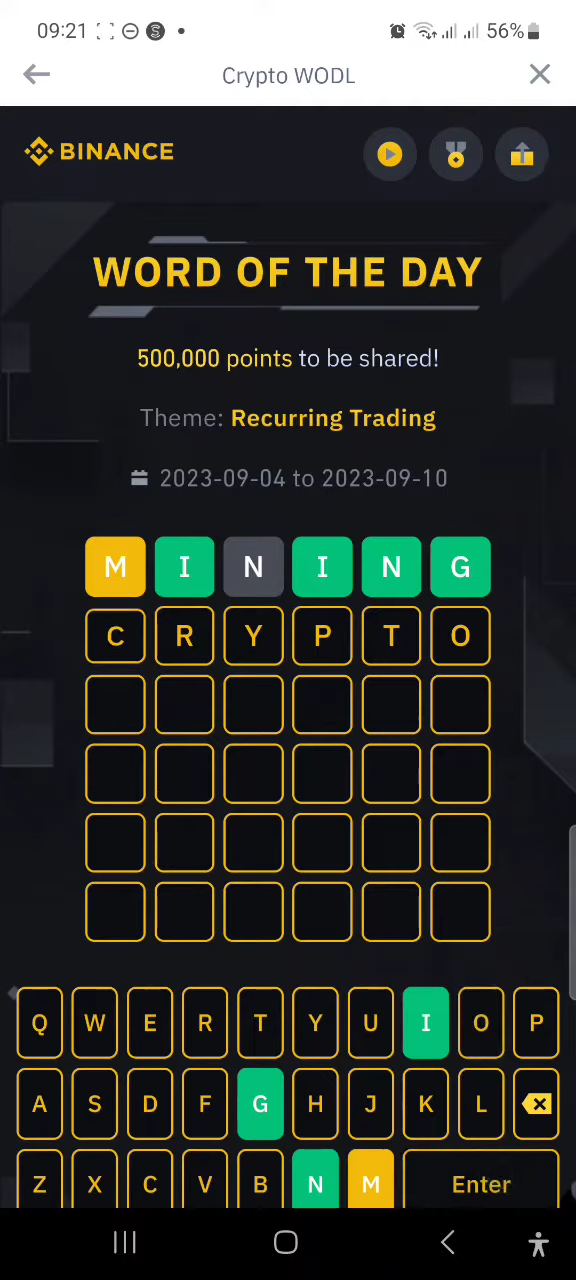 09:21 56%
Crypto WODL
BINANCE
WORD OF THE DAY
500,000 points to be shared!
Theme: Recurring Trading
2023-09-04 to 2023-09-10
M I N I N G
C R Y P T O
Q W E R T Y U I O P
A S D F G H J K L
Z X C V B N M Enter